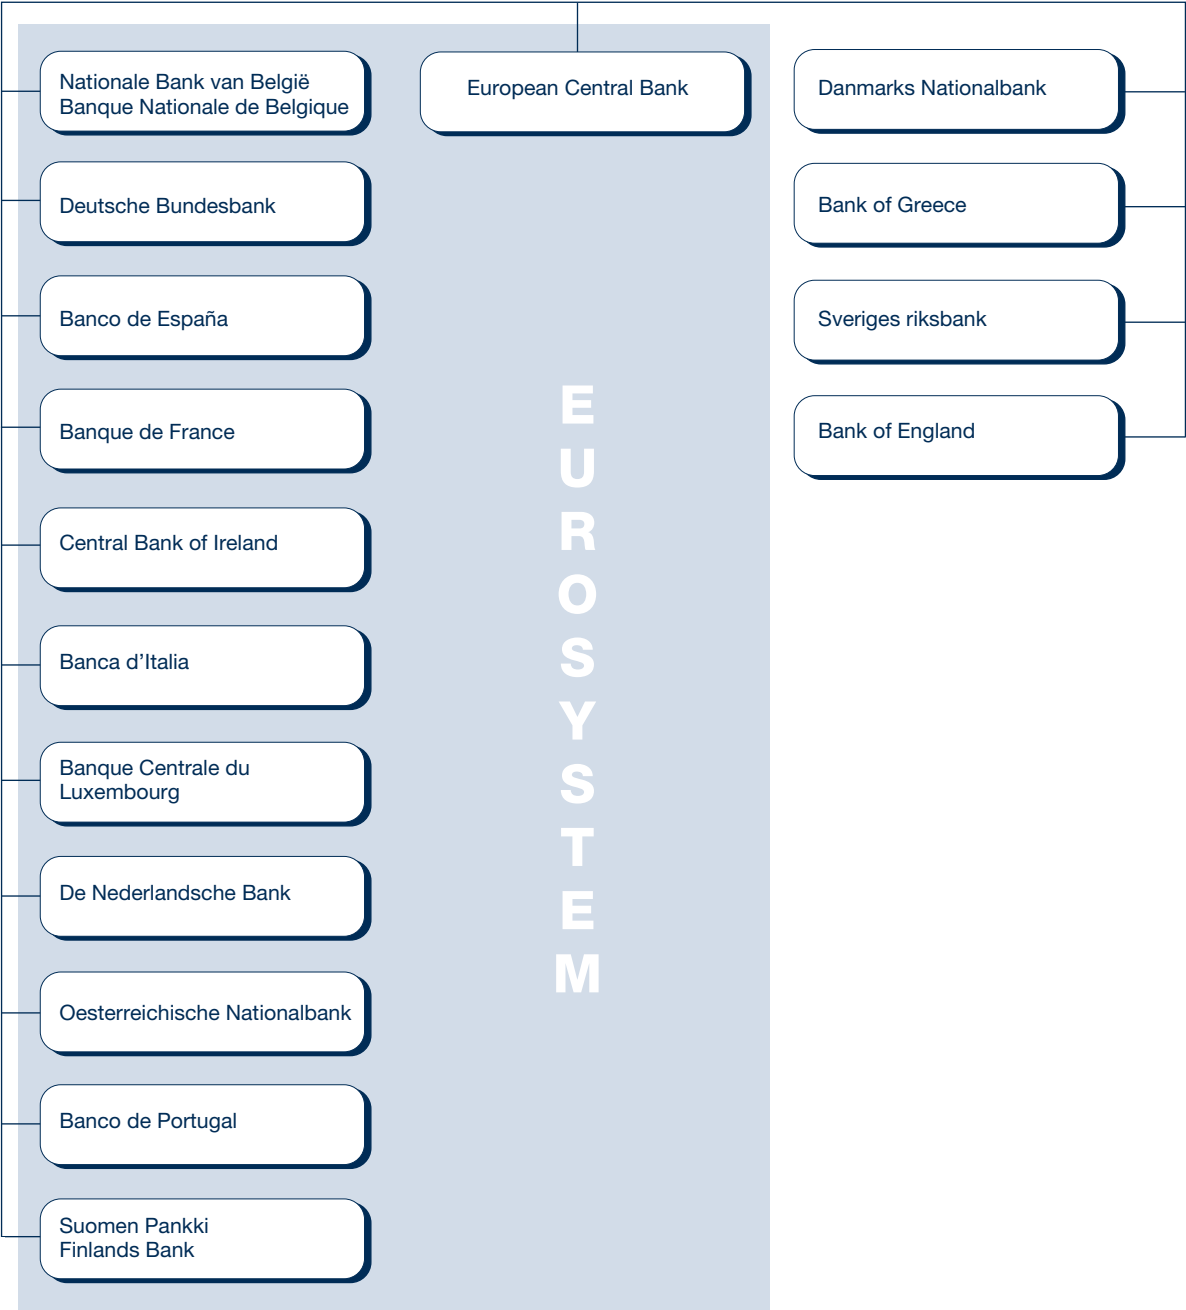 Nationale Bank van België
Banque Nationale de Belgique
Deutsche Bundesbank
Banco de España
Banque de France
Central Bank of Ireland
Banca d’Italia
Banque Centrale du
Luxembourg
De Nederlandsche Bank
Oesterreichische Nationalbank
Banco de Portugal
Suomen Pankki
Finlands Bank
European Central Bank
EUROSYSTEM
Danmarks Nationalbank
Bank of Greece
Sveriges riksbank
Bank of England